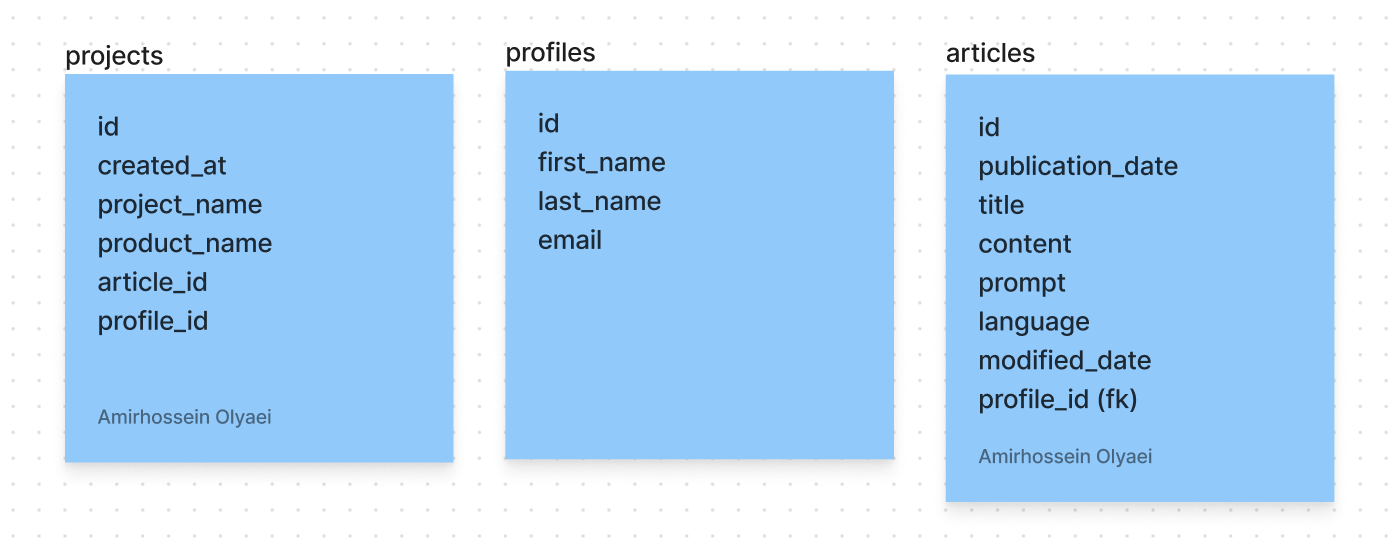 projects
id
created_at
project_name
product_name
article_id
profile_id
Amirhossein Olyaei
profiles
id
first_name
last_name
email
articles
id
publication_date
title
content
prompt
language
modified_date
profile_id (fk)
Amirhossein Olyaei